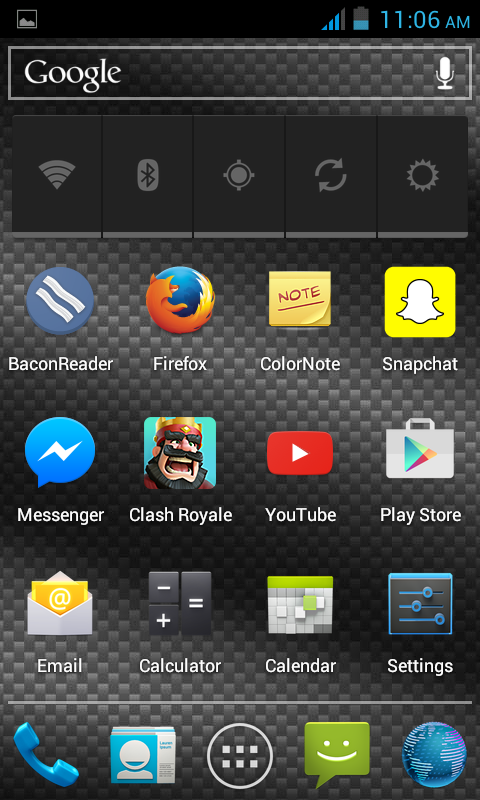 11:06 AM
Google
NOTE
BaconReader Firefox ColorNote Snapchat
Messenger Clash Royale YouTube Play Store
@
− = +
Email Calculator Calendar Settings